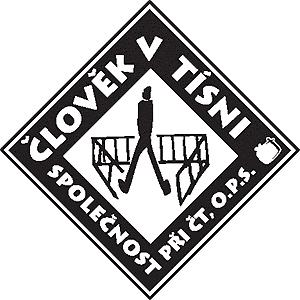 ČLOVĚK V TÍSNI
SPOLEČNOST PŘI ČT, O.P.S.